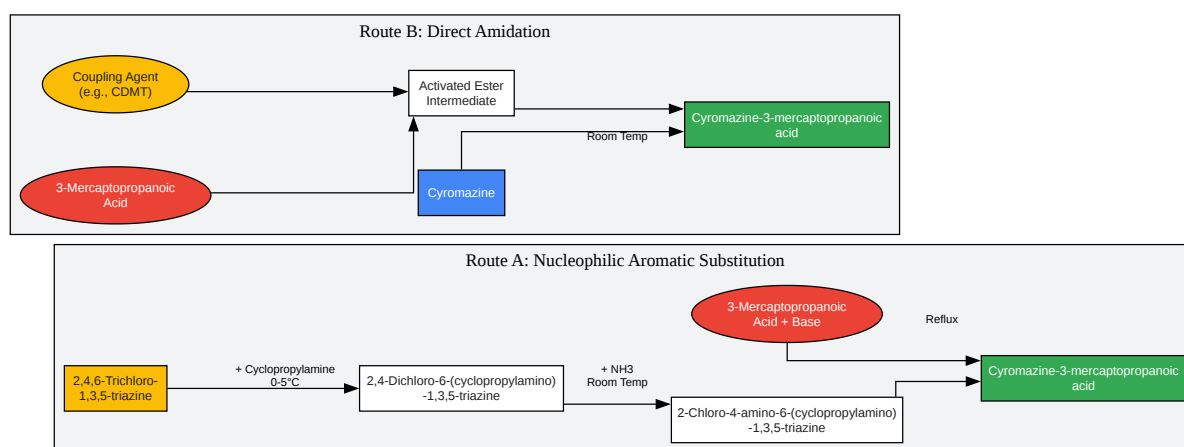 Route B: Direct Amidation
Coupling Agent
(e.g., CDMT)
Activated Ester
Intermediate
Cyromazine-3-mercaptopropanoic
acid
Room Temp
3-Mercaptopropanoic
Acid
Cyromazine
Route A: Nucleophilic Aromatic Substitution
3-Mercaptopropanoic
Acid + Base
Reflux
2,4,6-Trichloro-
1,3,5-triazine
+ Cyclopropylamine
0-5°C
2,4-Dichloro-6-(cyclopropylamino)
-1,3,5-triazine
+ NH3
Room Temp
2-Chloro-4-amino-6-(cyclopropylamino)
-1,3,5-triazine
Cyromazine-3-mercaptopropanoic
acid